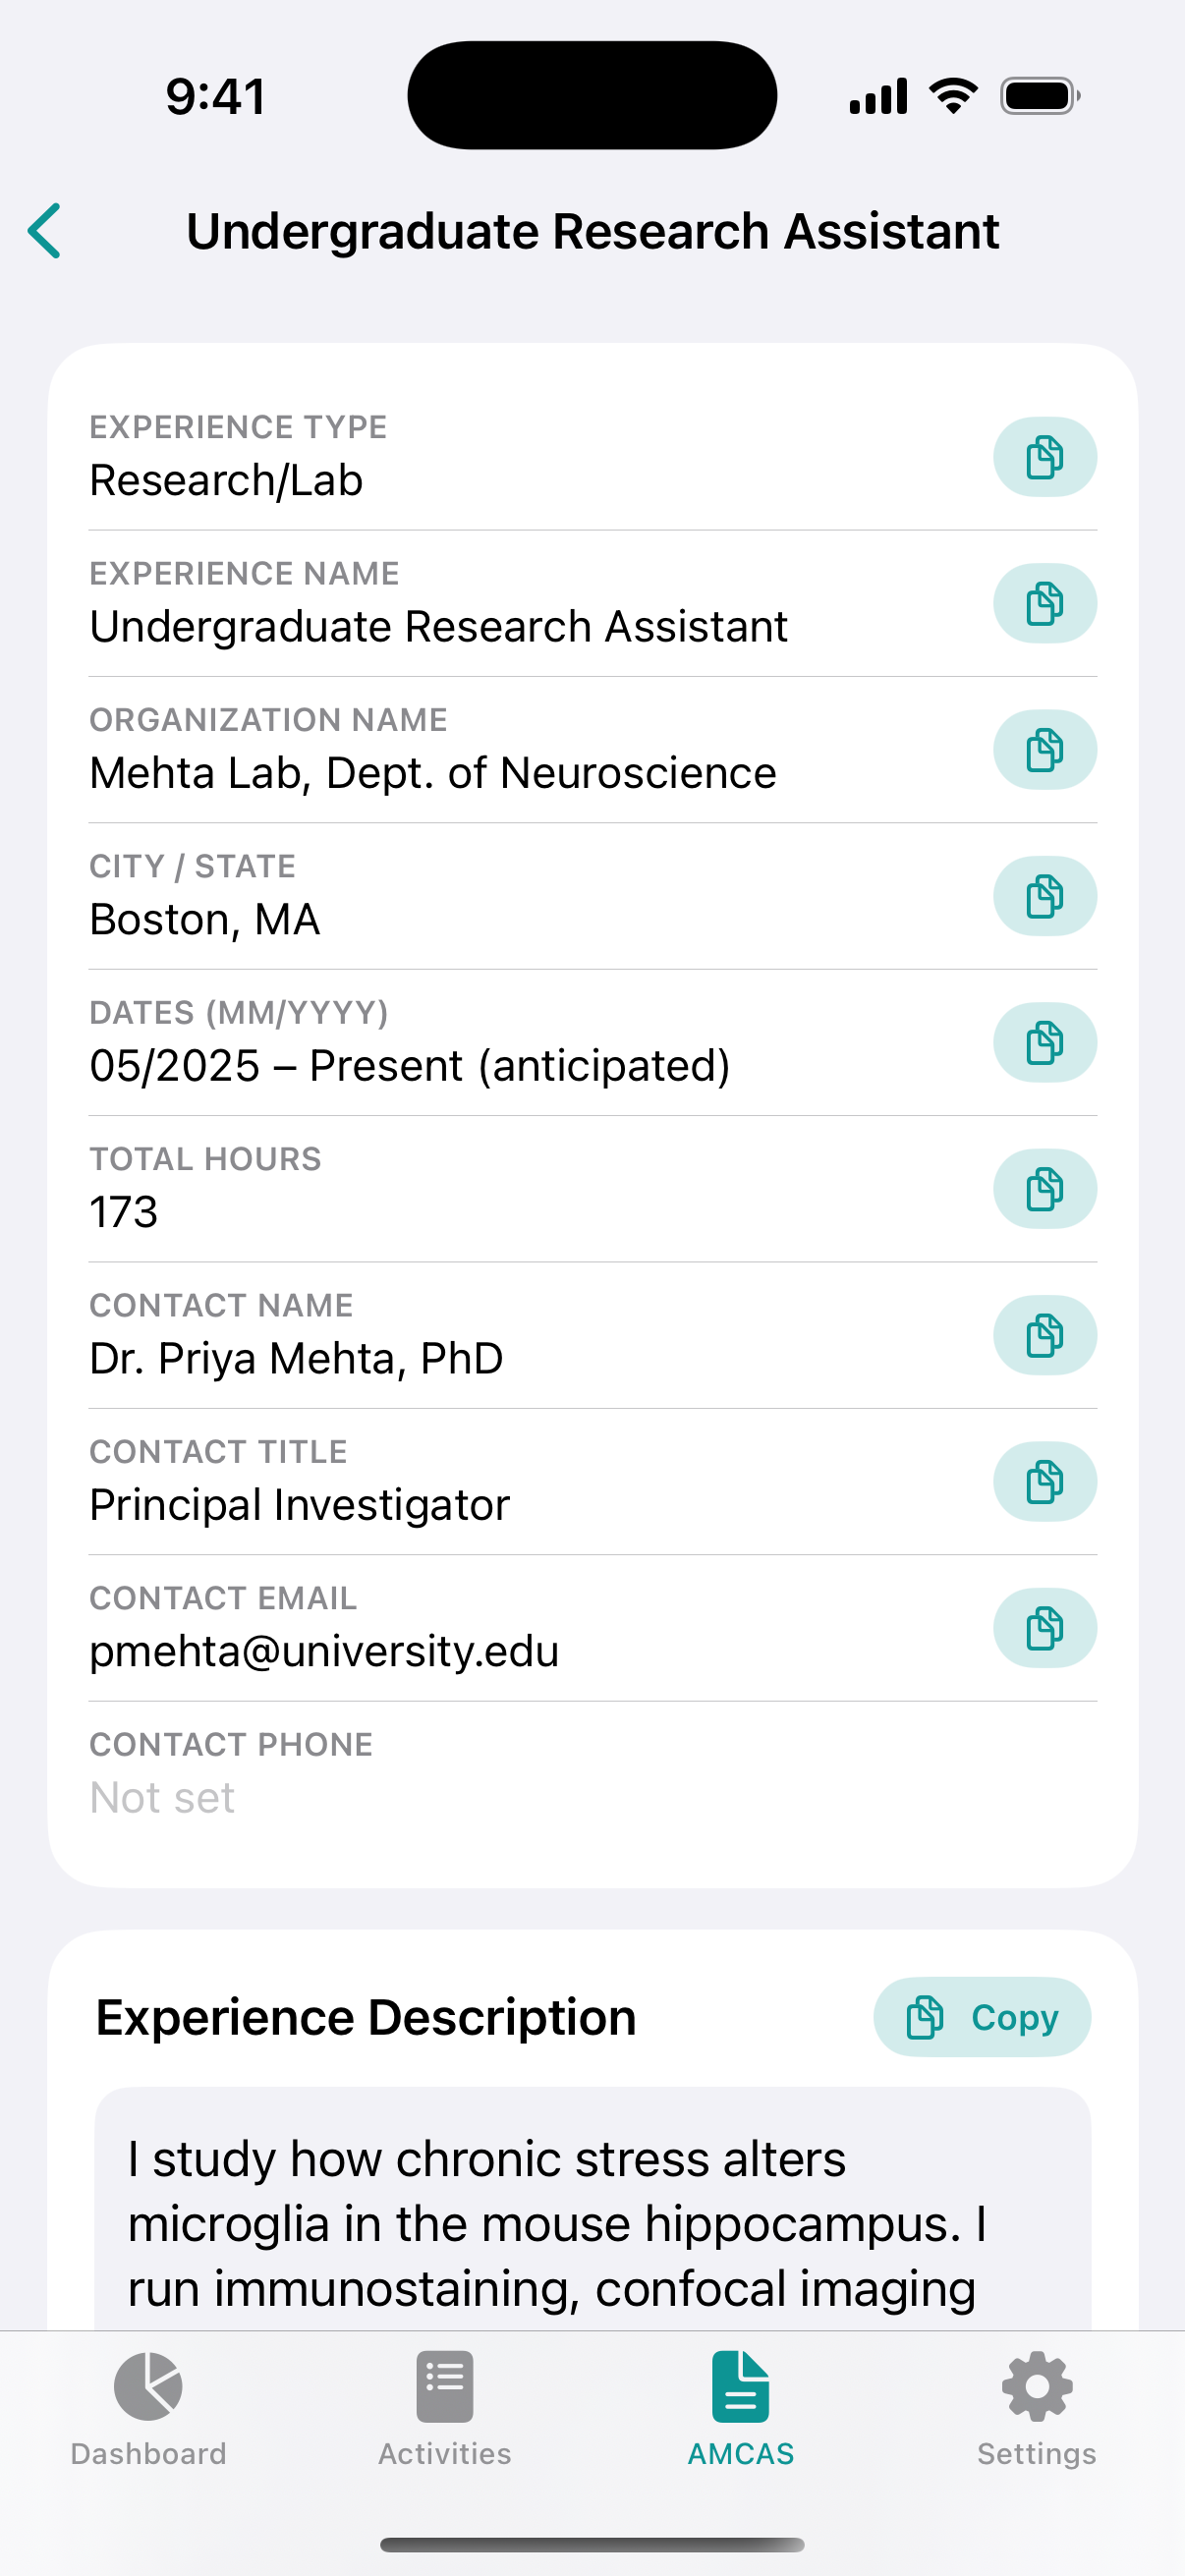 9:41
Undergraduate Research Assistant
EXPERIENCE TYPE
Research/Lab
EXPERIENCE NAME
Undergraduate Research Assistant
ORGANIZATION NAME
Mehta Lab, Dept. of Neuroscience
CITY / STATE
Boston, MA
DATES (MM/YYYY)
05/2025 – Present (anticipated)
TOTAL HOURS
173
CONTACT NAME
Dr. Priya Mehta, PhD
CONTACT TITLE
Principal Investigator
CONTACT EMAIL
pmehta@university.edu
CONTACT PHONE
Not set
Experience Description
Copy
I study how chronic stress alters
microglia in the mouse hippocampus. I
run immunostaining, confocal imaging
Dashboard
Activities
AMCAS
Settings